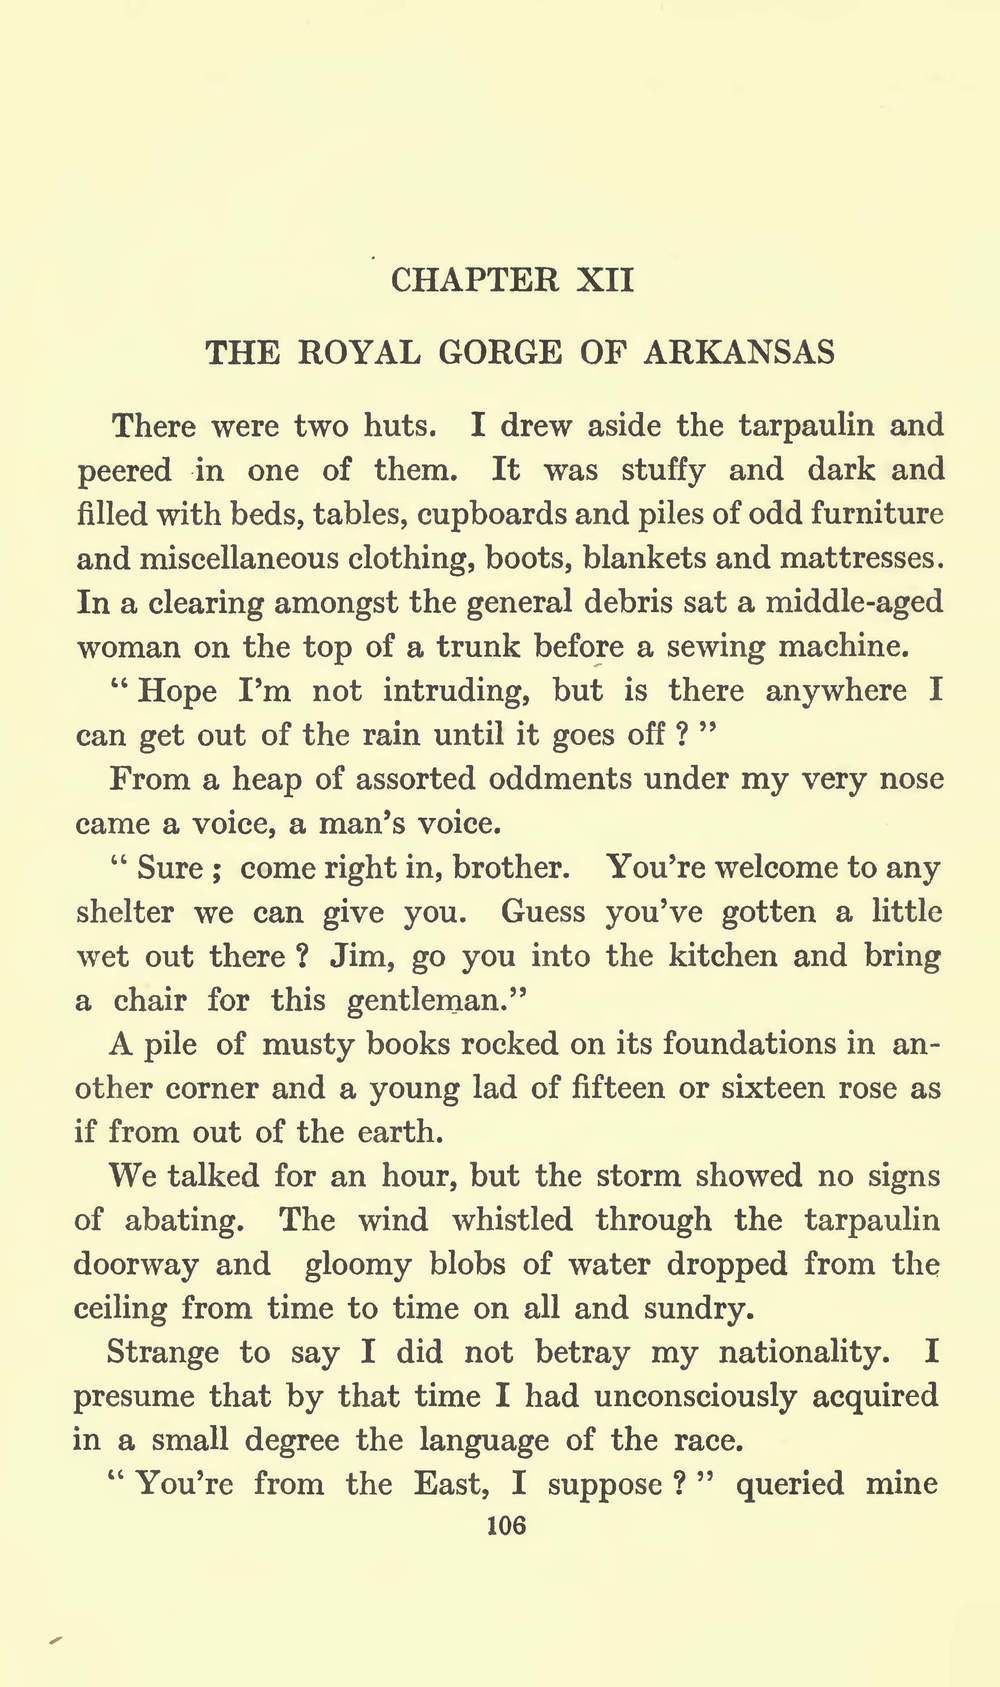 CHAPTER XII
THE ROYAL GORGE OF ARKANSAS
There were two huts. I drew aside the tarpaulin and
peered in one of them. It was stuffy and dark and
filled with beds, tables, cupboards and piles of odd furniture
and miscellaneous clothing, boots, blankets and mattresses.
In a clearing amongst the general debris sat a middle-aged
woman on the top of a trunk before a sewing machine.
“ Hope I’m not intruding, but is there anywhere I
can get out of the rain until it goes off ? ”
From a heap of assorted oddments under my very nose
came a voice, a man’s voice.
“ Sure ; come right in, brother. You’re welcome to any
shelter we can give you. Guess you’ve gotten a little
wet out there ? Jim, go you into the kitchen and bring
a chair for this gentleman.”
A pile of musty books rocked on its foundations in an-
other corner and a young lad of fifteen or sixteen rose as
if from out of the earth.
We talked for an hour, but the storm showed no signs
of abating. The wind whistled through the tarpaulin
doorway and gloomy blobs of water dropped from the
ceiling from time to time on all and sundry.
Strange to say I did not betray my nationality. I
presume that by that time I had unconsciously acquired
in a small degree the language of the race.
“ You’re from the East, I suppose ? ” queried mine
106